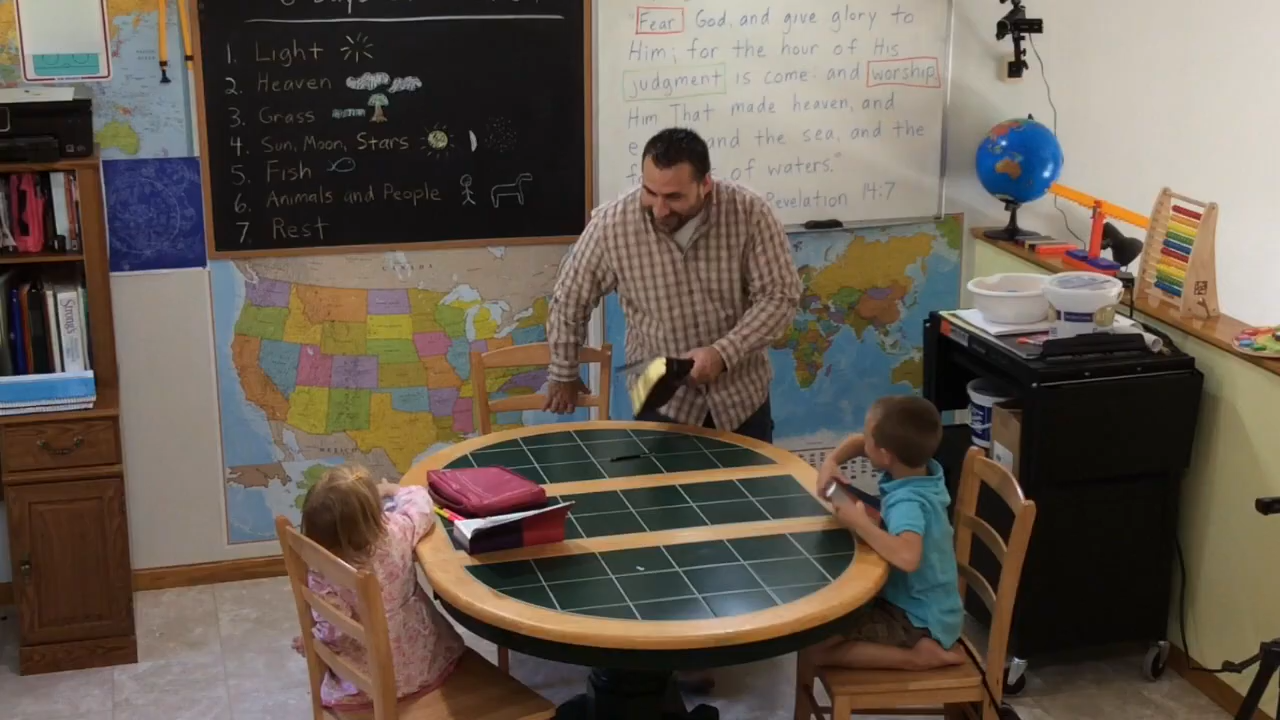 1. Light
2. Heaven
3. Grass
4. Sun, Moon, Stars
5. Fish
6. Animals and People
7. Rest
"Fear God, and give glory to
Him; for the hour of His
judgment is come: and worship
Him That made heaven, and
and the sea, and the
of waters."
Revelation 14:7
CANADA
MEXICO
Strong's